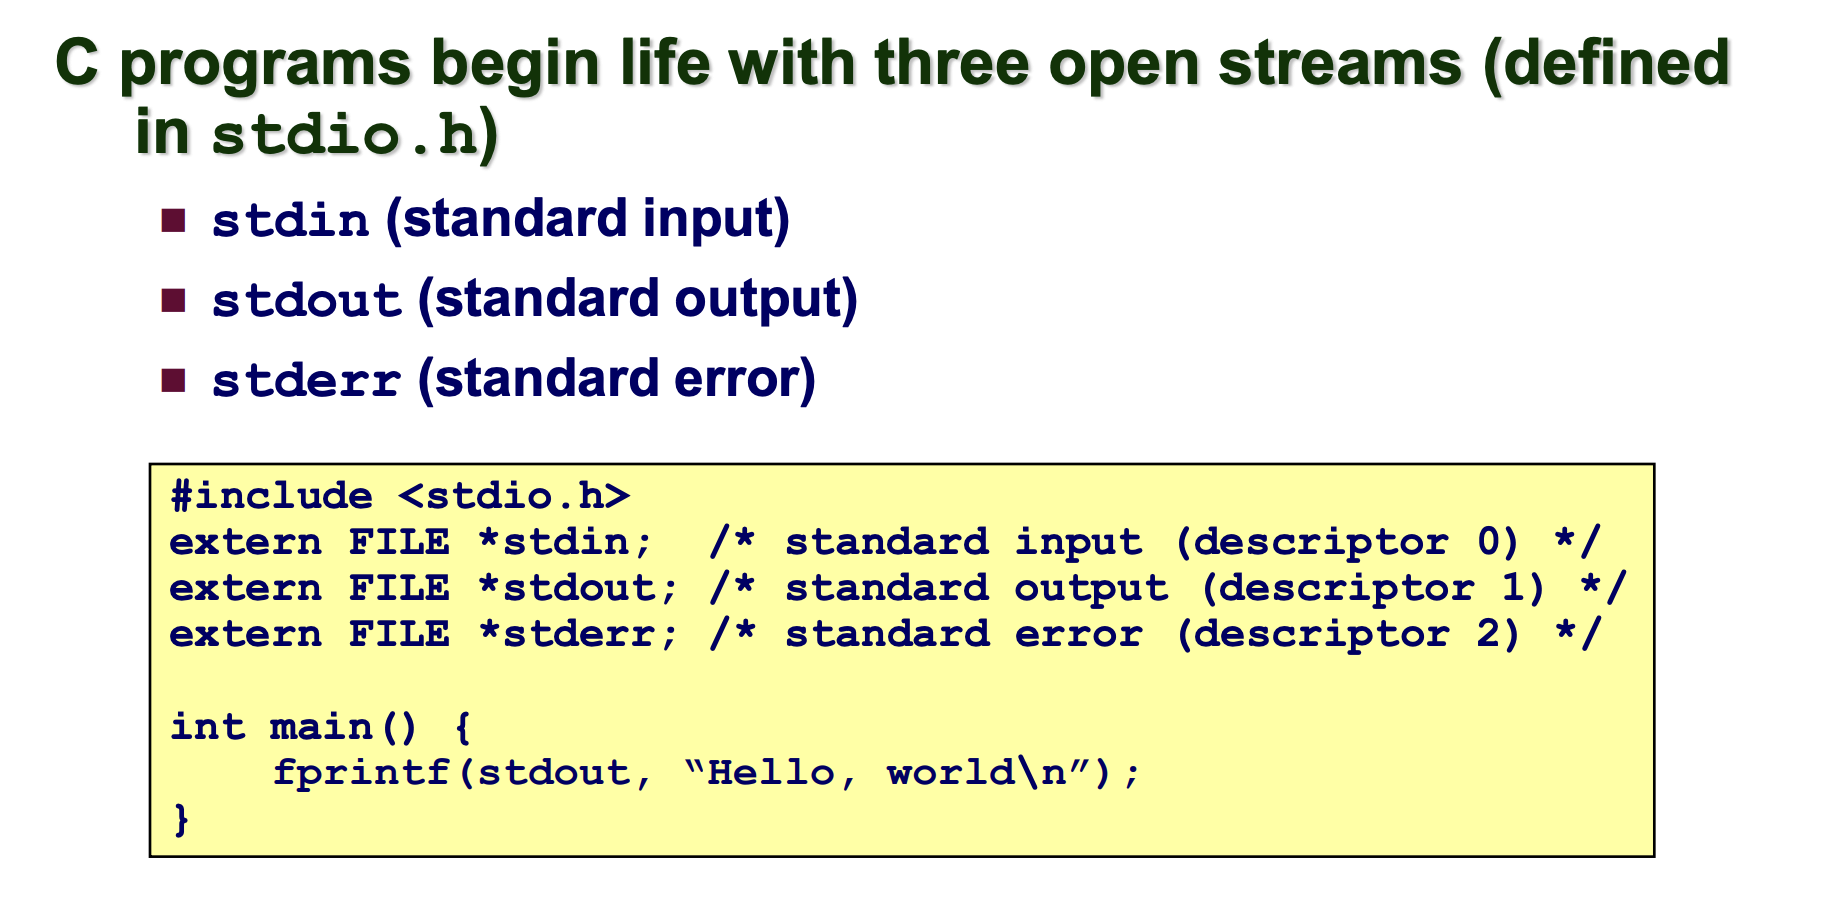 C programs begin life with three open streams (defined
in stdio.h)
stdin (standard input)
stdout (standard output)
stderr (standard error)
#include <stdio.h>
extern FILE *stdin;  /* standard input (descriptor 0) */
extern FILE *stdout; /* standard output (descriptor 1) */
extern FILE *stderr; /* standard error (descriptor 2) */
int main() {
    fprintf(stdout, “Hello, world\n”);
}